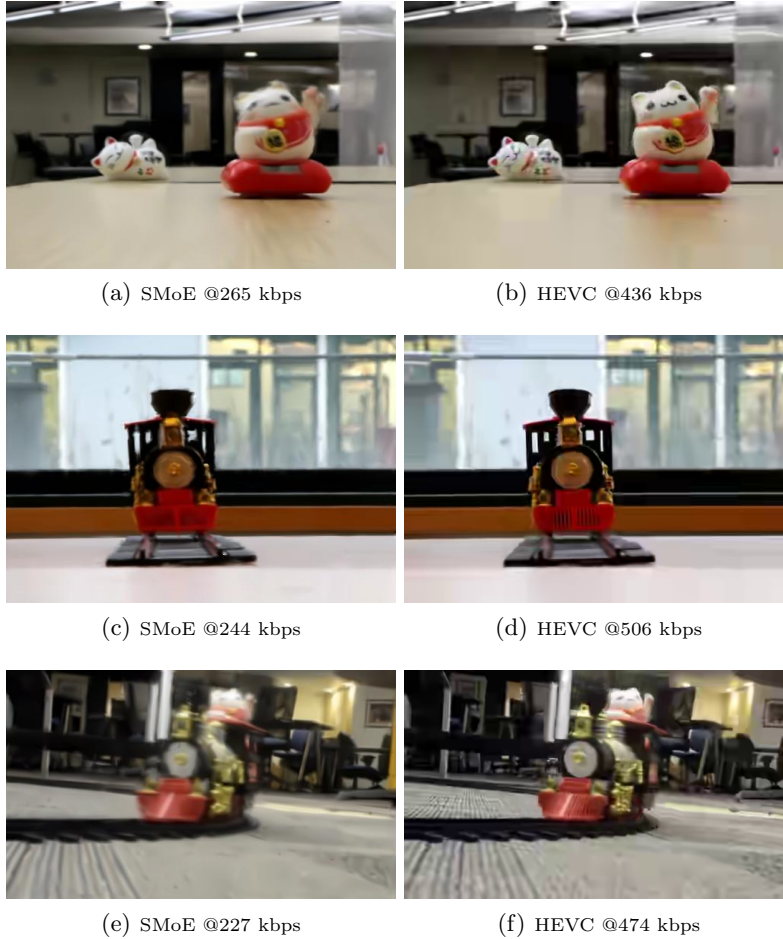 (a) SMoE @265 kbps
(b) HEVC @436 kbps
(c) SMoE @244 kbps
(d) HEVC @506 kbps
(e) SMoE @227 kbps
(f) HEVC @474 kbps